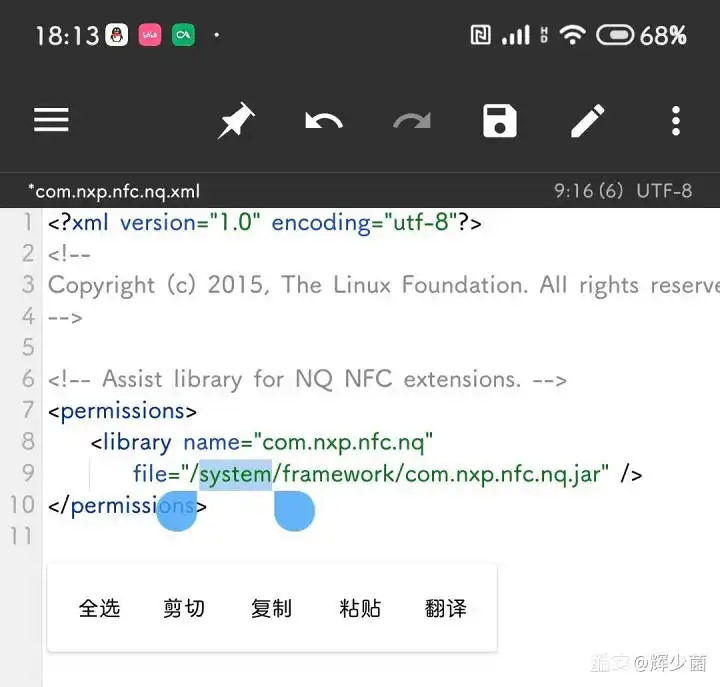 18:13
68%
*com.nxp.nfc.nq.xml
9:16(6) UTF-8
1 <?xml version="1.0" encoding="utf-8"?>
2 <!--
3 Copyright (c) 2015, The Linux Foundation. All rights reserve
4 -->
5
6 <!-- Assist library for NQ NFC extensions. -->
7 <permissions>
8 <library name="com.nxp.nfc.nq"
9 file="/system/framework/com.nxp.nfc.nq.jar" />
10 </permissions>
11
全选 剪切 复制 粘贴 翻译
酷安 @辉少菌